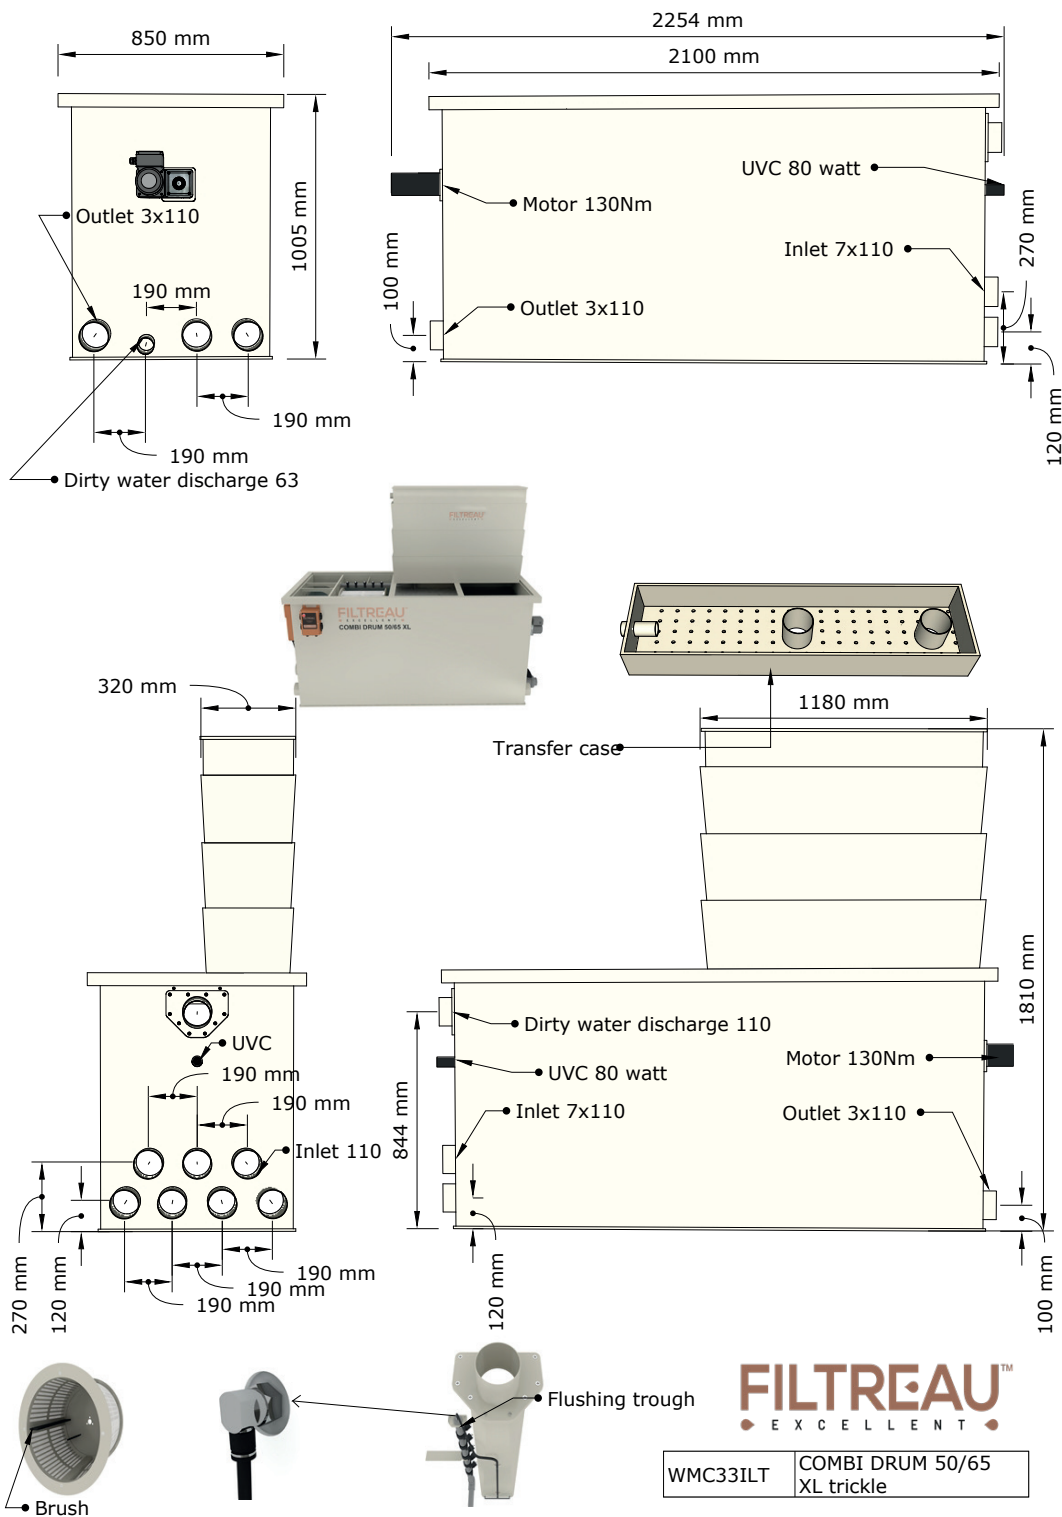 850 mm
2254 mm
2100 mm
Outlet 3x110
190 mm
1005 mm
190 mm
190 mm
Dirty water discharge 63
UVC 80 watt
Motor 130Nm
Inlet 7x110
Outlet 3x110
100 mm
270 mm
120 mm
FILTREAU
EXCELLENT
FILTREAU
EXCELLENT
COMBI DRUM 50/65 XL
Transfer case
320 mm
1180 mm
UVC
190 mm
190 mm
Inlet 110
270 mm
120 mm
190 mm
190 mm
190 mm
Dirty water discharge 110
UVC 80 watt
Motor 130Nm
Inlet 7x110
Outlet 3x110
844 mm
1810 mm
120 mm
100 mm
Brush
Flushing trough
FILTREAU™
EXCELLENT
WMC33ILT
COMBI DRUM 50/65
XL trickle